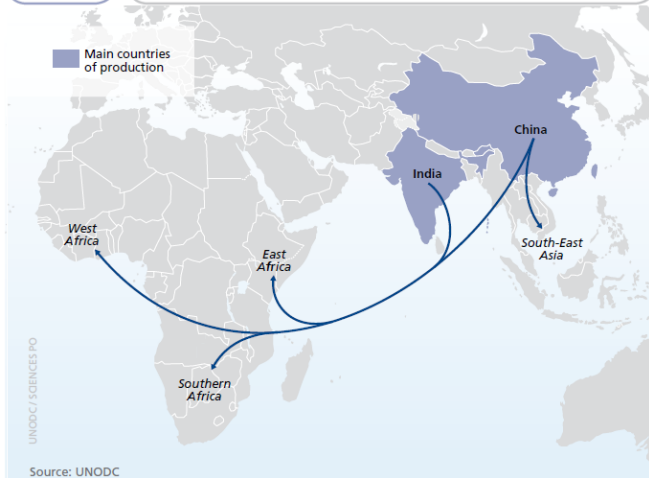 Main countries
of production
China
India
West
Africa
East
Africa
South-East
Asia
Southern
Africa
UNODC / SCIENCES PO
Source: UNODC